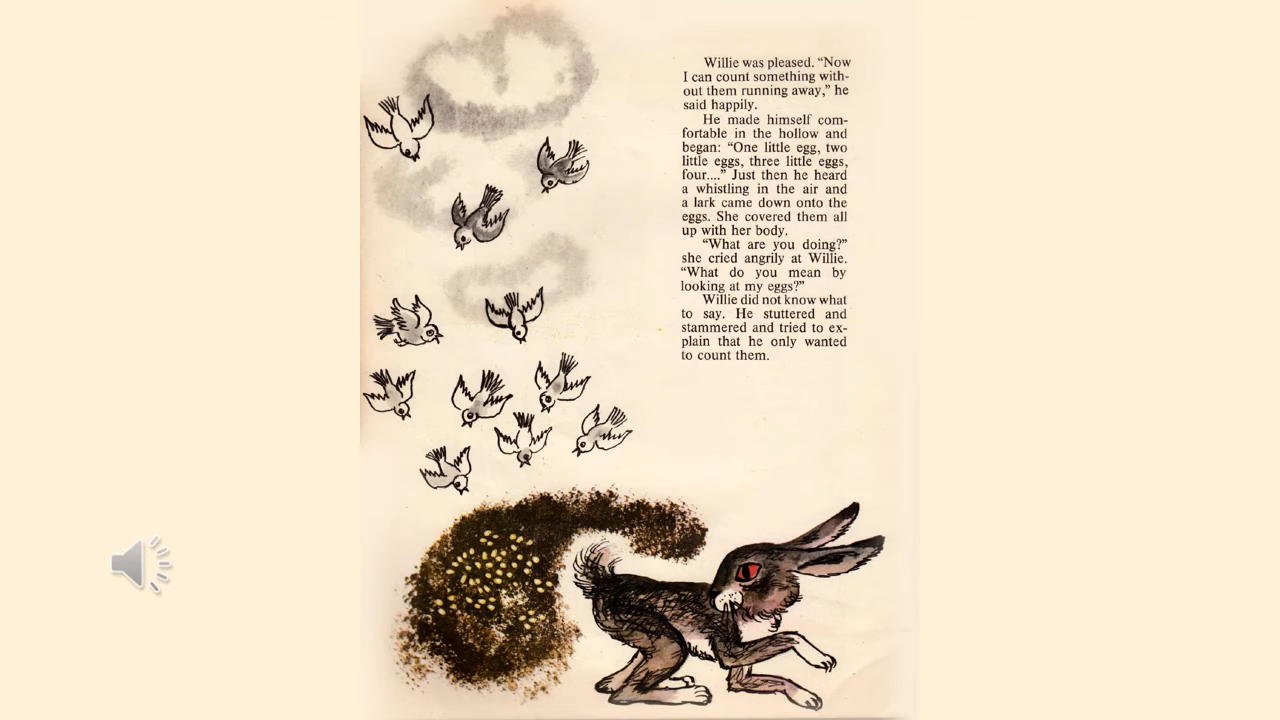 Willie was pleased. “Now
I can count something with-
out them running away,” he
said happily.
He made himself com-
fortable in the hollow and
began: “One little egg, two
little eggs, three little eggs,
four....” Just then he heard
a whistling in the air and
a lark came down onto the
eggs. She covered them all
up with her body.
“What are you doing?”
she cried angrily at Willie.
“What do you mean by
looking at my eggs?”
Willie did not know what
to say. He stuttered and
stammered and tried to ex-
plain that he only wanted
to count them.